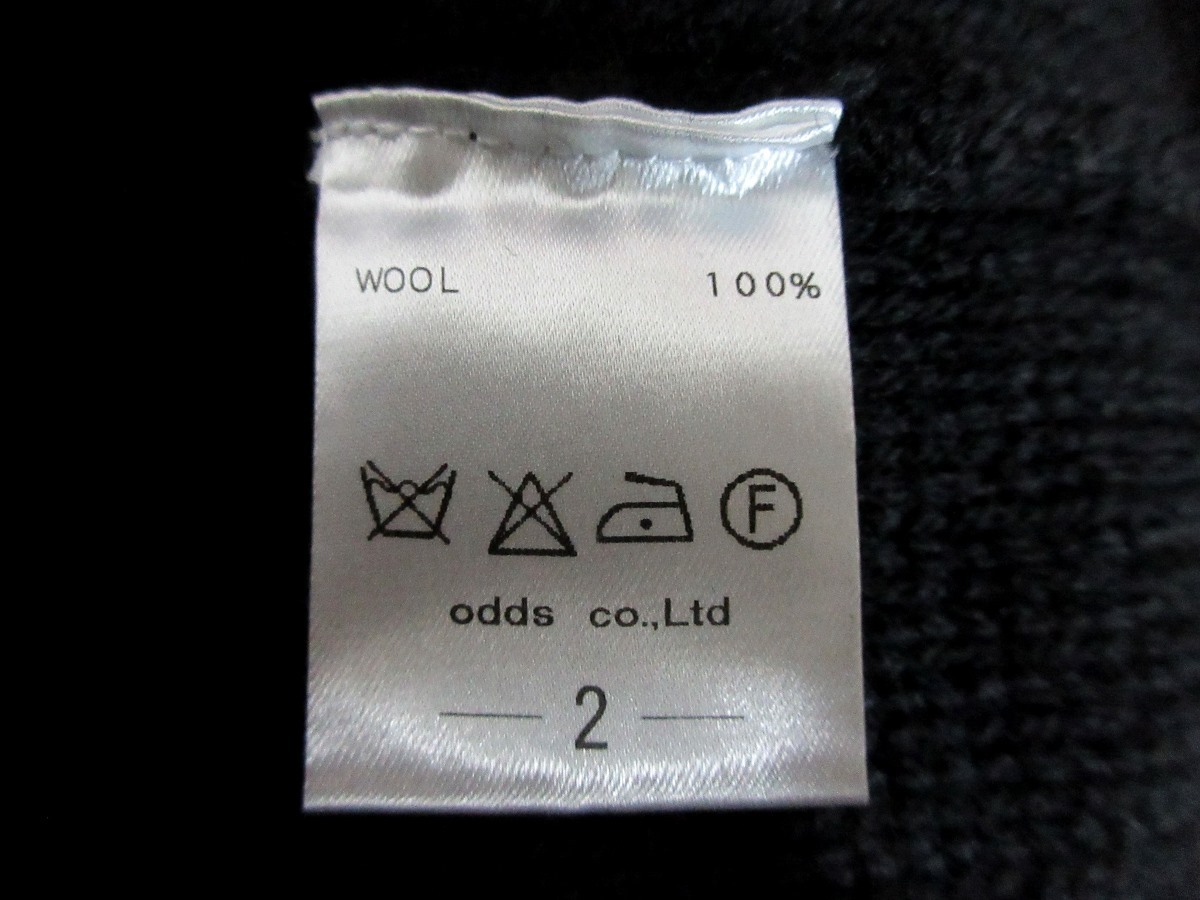 WOOL 100%
F
odds co.,Ltd
2